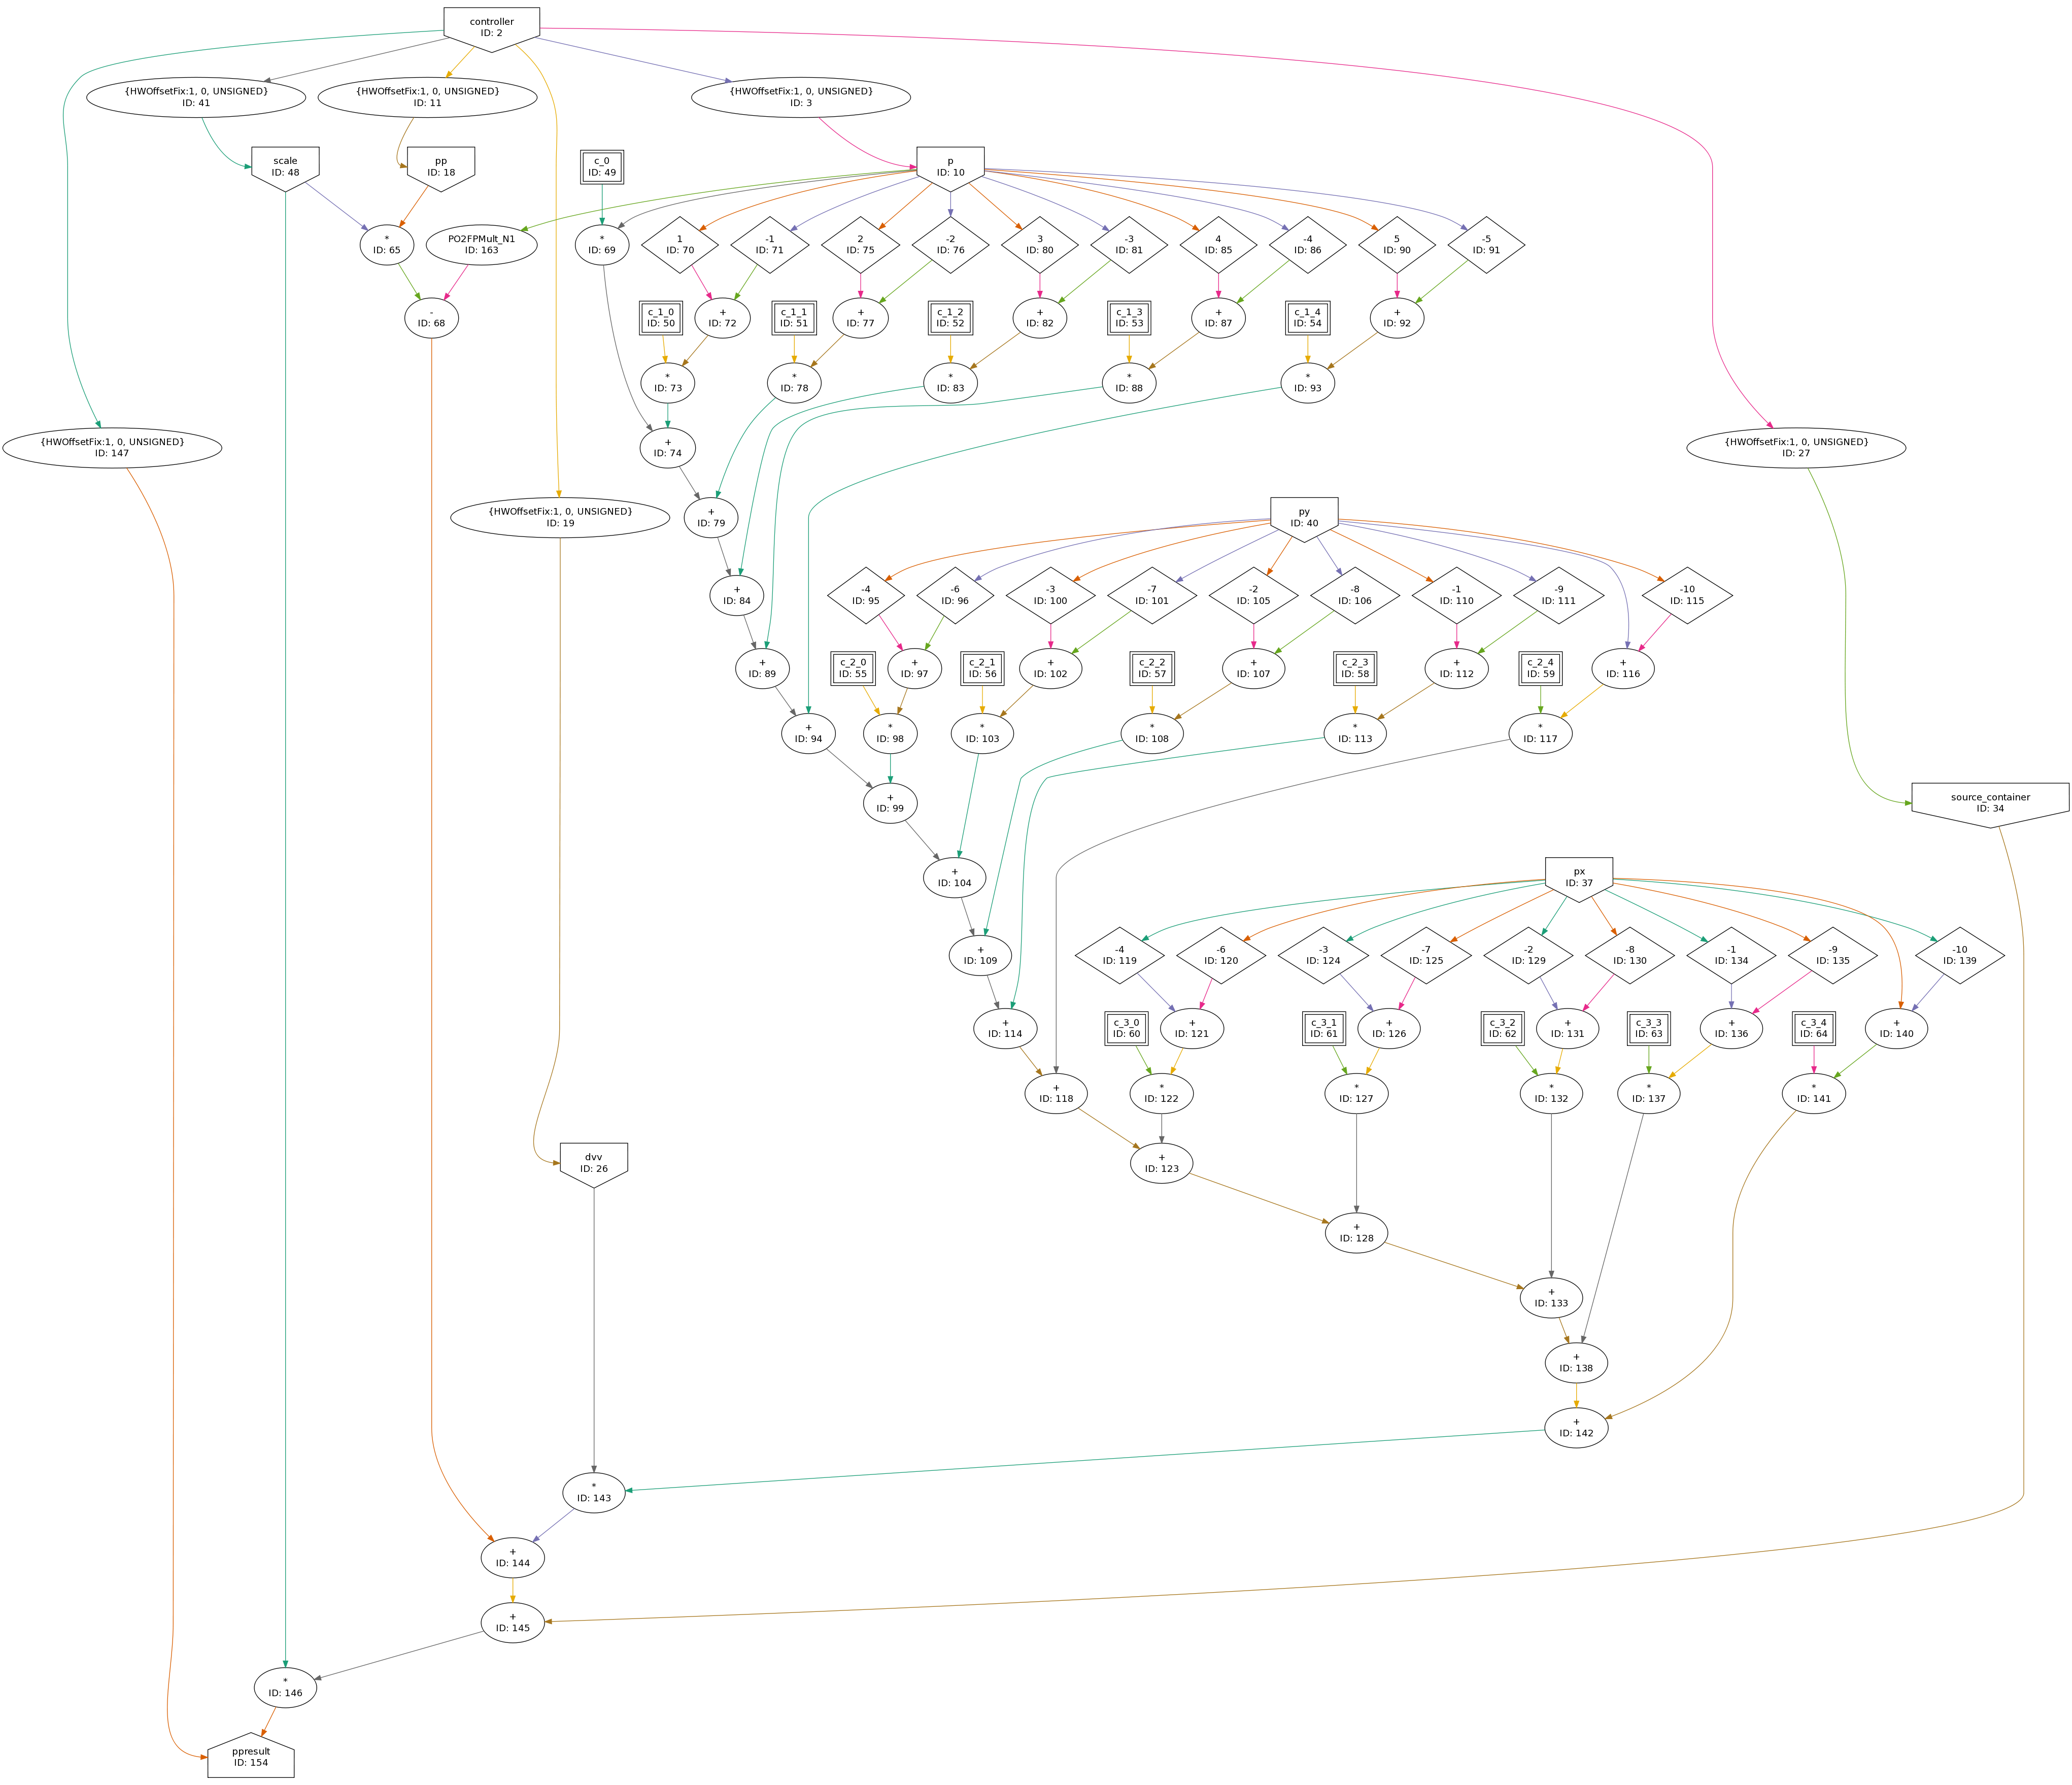 controller
ID: 2
{HWOffsetFix:1, 0, UNSIGNED}
ID: 41
{HWOffsetFix:1, 0, UNSIGNED}
ID: 11
{HWOffsetFix:1, 0, UNSIGNED}
ID: 3
scale
ID: 48
pp
ID: 18
c_0
ID: 49
p
ID: 10
*
ID: 65
PO2FPMult_N1
ID: 163
*
ID: 69
1
ID: 70
-1
ID: 71
2
ID: 75
-2
ID: 76
3
ID: 80
-3
ID: 81
4
ID: 85
-4
ID: 86
5
ID: 90
-5
ID: 91
-
ID: 68
c_1_0
ID: 50
+
ID: 72
c_1_1
ID: 51
+
ID: 77
c_1_2
ID: 52
+
ID: 82
c_1_3
ID: 53
+
ID: 87
c_1_4
ID: 54
+
ID: 92
*
ID: 73
*
ID: 78
*
ID: 83
*
ID: 88
*
ID: 93
{HWOffsetFix:1, 0, UNSIGNED}
ID: 147
+
ID: 74
{HWOffsetFix:1, 0, UNSIGNED}
ID: 27
{HWOffsetFix:1, 0, UNSIGNED}
ID: 19
+
ID: 79
py
ID: 40
+
ID: 84
-4
ID: 95
-6
ID: 96
-3
ID: 100
-7
ID: 101
-2
ID: 105
-8
ID: 106
-1
ID: 110
-9
ID: 111
-10
ID: 115
+
ID: 89
c_2_0
ID: 55
+
ID: 97
c_2_1
ID: 56
+
ID: 102
c_2_2
ID: 57
+
ID: 107
c_2_3
ID: 58
+
ID: 112
c_2_4
ID: 59
+
ID: 116
+
ID: 94
*
ID: 98
*
ID: 103
*
ID: 108
*
ID: 113
*
ID: 117
+
ID: 99
source_container
ID: 34
+
ID: 104
px
ID: 37
+
ID: 109
-4
ID: 119
-6
ID: 120
-3
ID: 124
-7
ID: 125
-2
ID: 129
-8
ID: 130
-1
ID: 134
-9
ID: 135
-10
ID: 139
+
ID: 114
c_3_0
ID: 60
+
ID: 121
c_3_1
ID: 61
+
ID: 126
c_3_2
ID: 62
+
ID: 131
c_3_3
ID: 63
+
ID: 136
c_3_4
ID: 64
+
ID: 140
+
ID: 118
*
ID: 122
*
ID: 127
*
ID: 132
*
ID: 137
*
ID: 141
dvv
ID: 26
+
ID: 123
+
ID: 128
+
ID: 133
+
ID: 138
+
ID: 142
*
ID: 143
+
ID: 144
+
ID: 145
*
ID: 146
ppresult
ID: 154